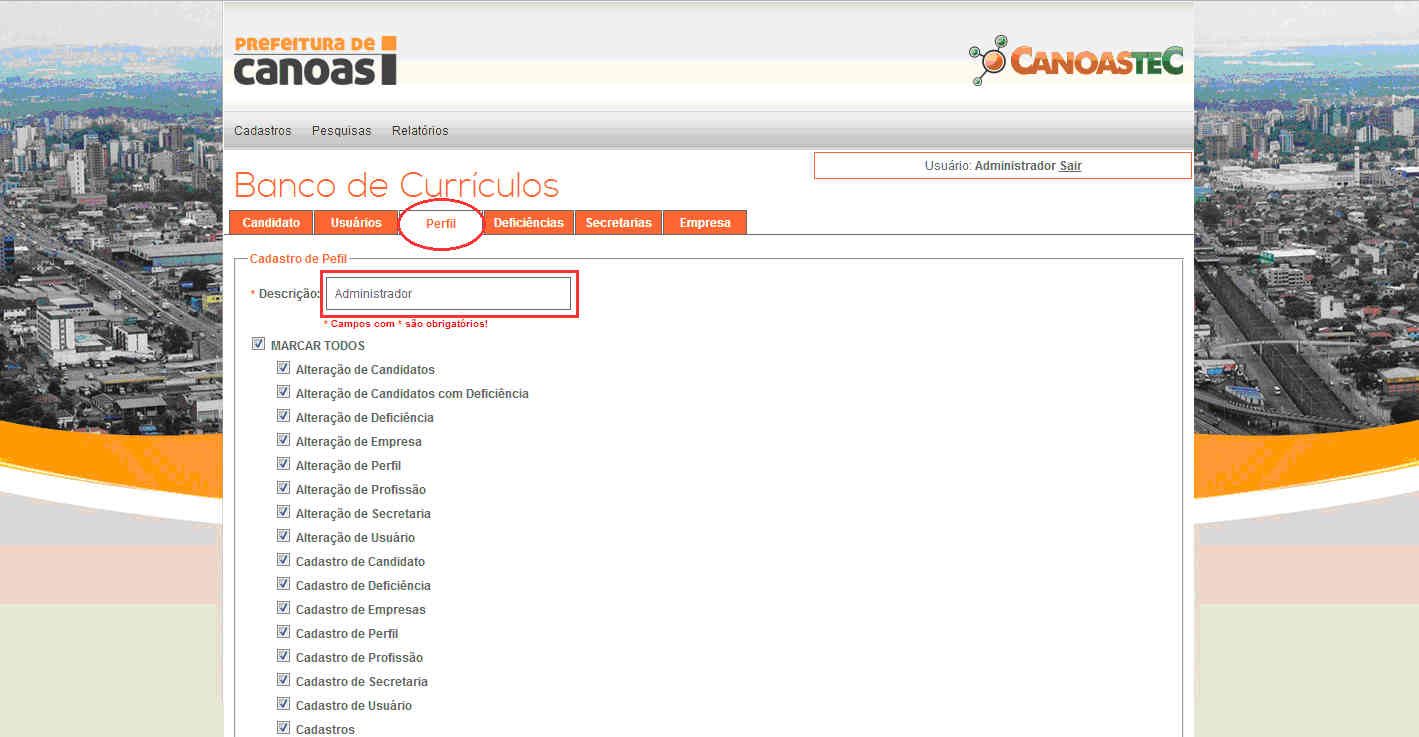 PREFEITURA DE
CANOAS
CANOASTEC
Cadastros Pesquisas Relatórios
Usuário: Administrador Sair
Banco de Currículos
Candidato Usuários Perfil Deficiências Secretarias Empresa
Cadastro de Pefil
* Descrição: Administrador
* Campos com * são obrigatórios!
MARCAR TODOS
Alteração de Candidatos
Alteração de Candidatos com Deficiência
Alteração de Deficiência
Alteração de Empresa
Alteração de Perfil
Alteração de Profissão
Alteração de Secretaria
Alteração de Usuário
Cadastro de Candidato
Cadastro de Deficiência
Cadastro de Empresas
Cadastro de Perfil
Cadastro de Profissão
Cadastro de Secretaria
Cadastro de Usuário
Cadastros